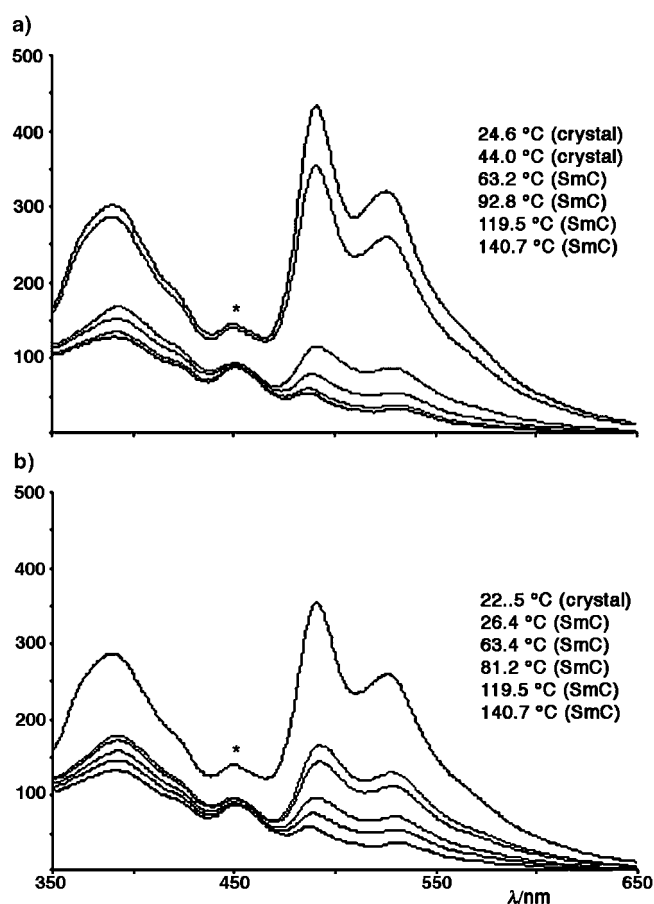 a)
500
400
300
200
100
*
24.6 °C (crystal)
44.0 °C (crystal)
63.2 °C (SmC)
92.8 °C (SmC)
119.5 °C (SmC)
140.7 °C (SmC)
b)
500
400
300
200
100
*
22..5 °C (crystal)
26.4 °C (SmC)
63.4 °C (SmC)
81.2 °C (SmC)
119.5 °C (SmC)
140.7 °C (SmC)
350 450 550 650
λ/nm